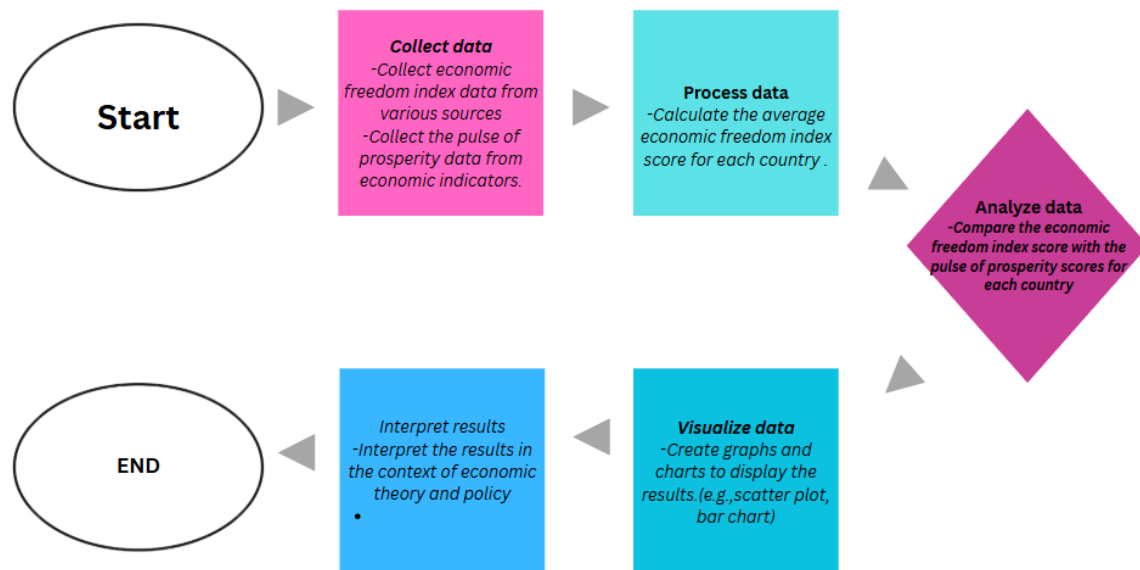 Start
Collect data
-Collect economic
freedom index data from
various sources
-Collect the pulse of
prosperity data from
economic indicators.
Process data
-Calculate the average
economic freedom index
score for each country .
Analyze data
-Compare the economic
freedom index score with the
pulse of prosperity scores for
each country
Visualize data
-Create graphs and
charts to display the
results.(e.g.,scatter plot,
bar chart)
Interpret results
-Interpret the results in
the context of economic
theory and policy
•
END